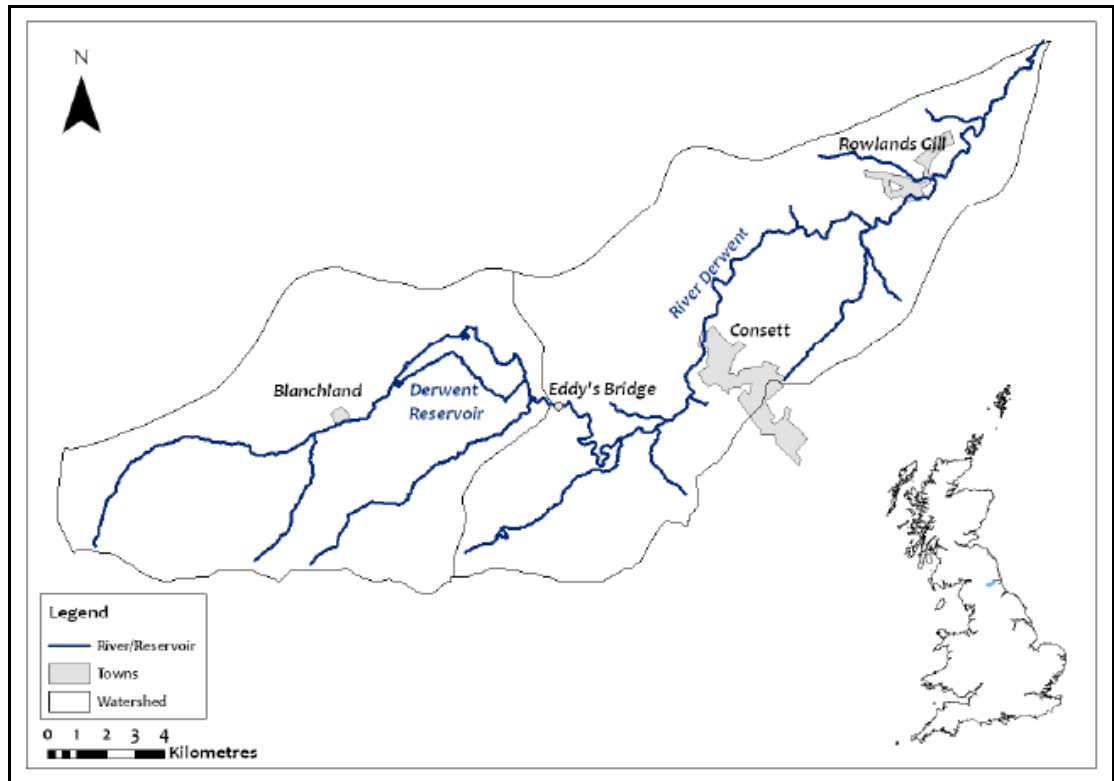 N
Rowlands Gill
River Derwent
Consett
Blanchland
Derwent
Reservoir
Eddy's Bridge
Legend
River/Reservoir
Towns
Watershed
0 1 2 3 4
Kilometres